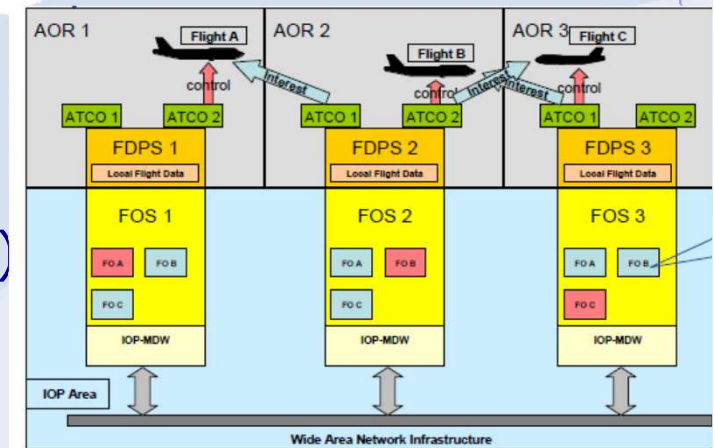 AOR 1
AOR 2
AOR 3
Flight A
Flight B
Flight C
control
Interest
control
Interest
Interest
control
ATCO 1
ATCO 2
ATCO 1
ATCO 2
ATCO 1
ATCO 2
FDPS 1
FDPS 2
FDPS 3
Local Flight Data
Local Flight Data
Local Flight Data
FOS 1
FOS 2
FOS 3
)
FO A
FO B
FO A
FO B
FO A
FO B
FO C
FO C
FO C
IOP-MDW
IOP-MDW
IOP-MDW
IOP Area
Wide Area Network Infrastructure